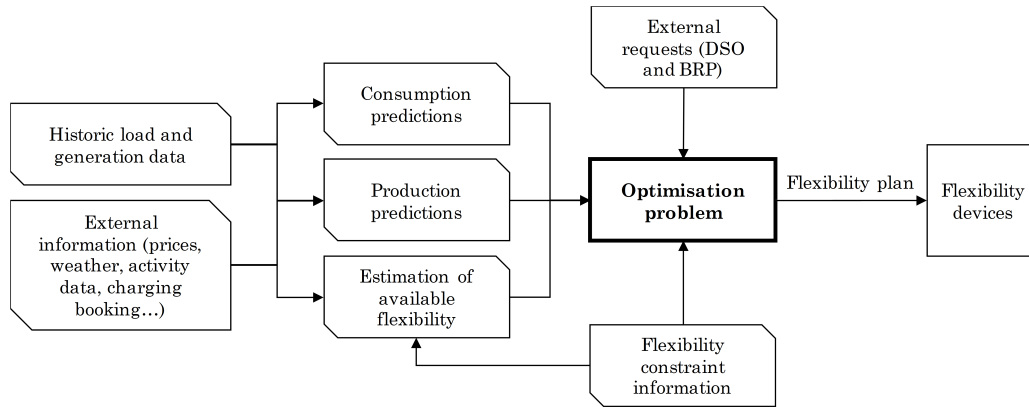 External
requests (DSO
and BRP)
Consumption
predictions
Historic load and
generation data
Production
predictions
Optimisation
problem
Flexibility plan
Flexibility
devices
External
information (prices,
weather, activity
data, charging
booking…)
Estimation of
available
flexibility
Flexibility
constraint
information